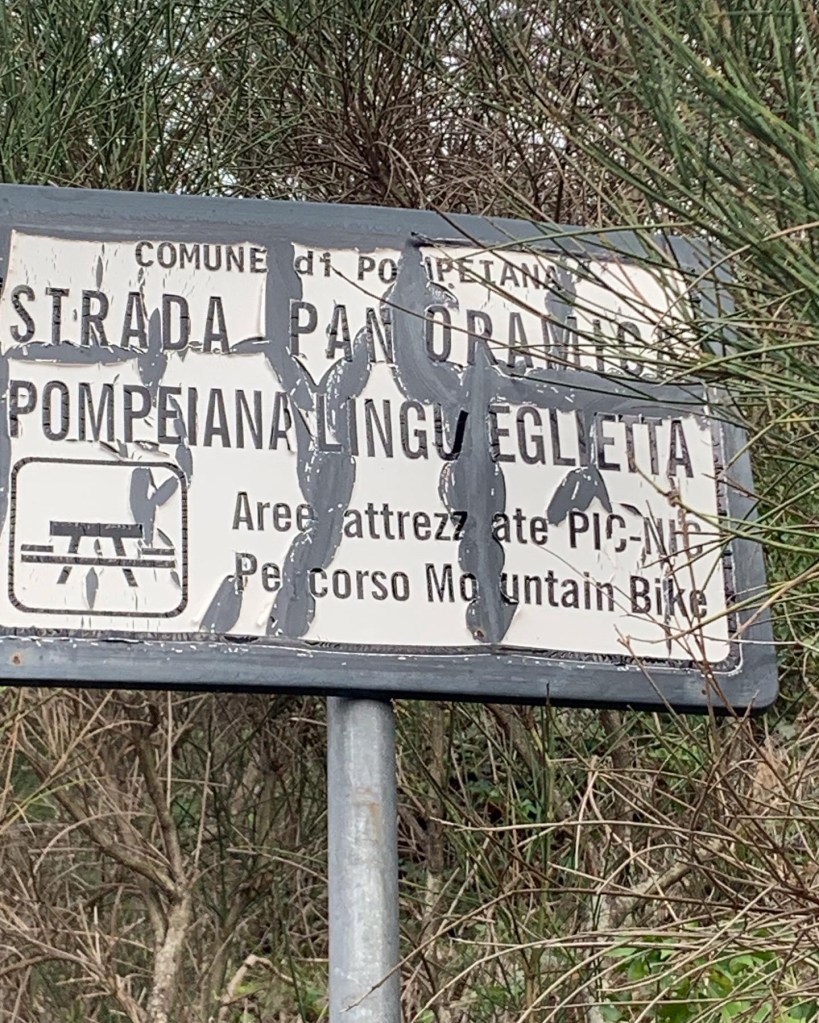 COMUNE di POMPEIANA
STRADA PANORAMICA
POMPEIANA LINGUEGLIETTA
Aree attrezzate PIC-NIC
Percorso Mountain Bike